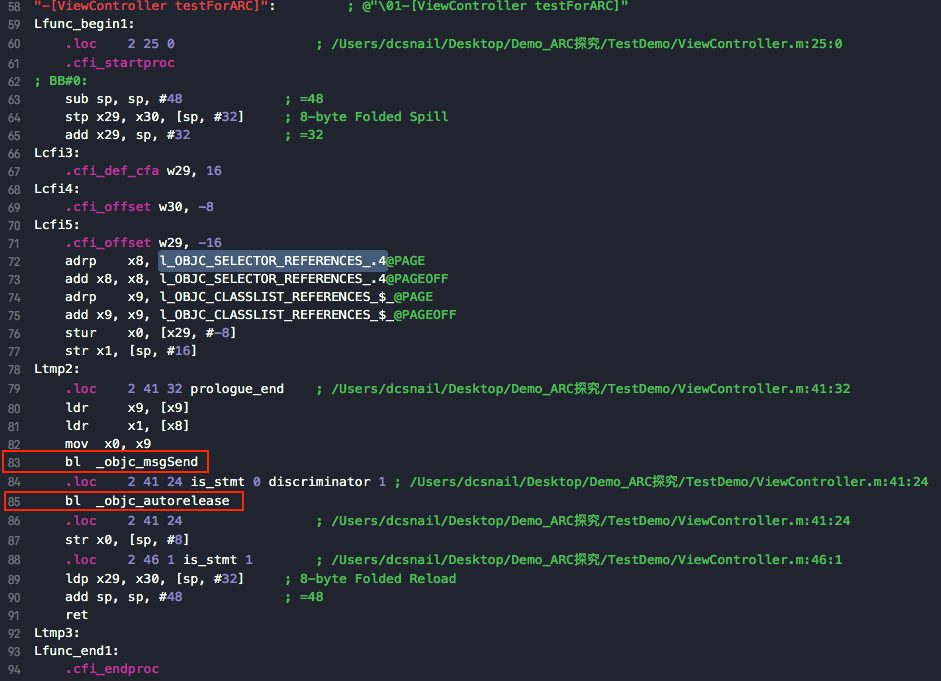 58 "-[ViewController testForARC]": ; @"\01-[ViewController testForARC]"
59 Lfunc_begin1:
60 .loc 2 25 0 ; /Users/dcsnail/Desktop/Demo_ARC探究/TestDemo/ViewController.m:25:0
61 .cfi_startproc
62 ; BB#0:
63 sub sp, sp, #48 ; =48
64 stp x29, x30, [sp, #32] ; 8-byte Folded Spill
65 add x29, sp, #32 ; =32
66 Lcfi3:
67 .cfi_def_cfa w29, 16
68 Lcfi4:
69 .cfi_offset w30, -8
70 Lcfi5:
71 .cfi_offset w29, -16
72 adrp x8, l_OBJC_SELECTOR_REFERENCES_.4@PAGE
73 add x8, x8, l_OBJC_SELECTOR_REFERENCES_.4@PAGEOFF
74 adrp x9, l_OBJC_CLASSLIST_REFERENCES_$_@PAGE
75 add x9, x9, l_OBJC_CLASSLIST_REFERENCES_$_@PAGEOFF
76 stur x0, [x29, #-8]
77 str x1, [sp, #16]
78 Ltmp2:
79 .loc 2 41 32 prologue_end ; /Users/dcsnail/Desktop/Demo_ARC探究/TestDemo/ViewController.m:41:32
80 ldr x9, [x9]
81 ldr x1, [x8]
82 mov x0, x9
83 bl _objc_msgSend
84 .loc 2 41 24 is_stmt 0 discriminator 1 ; /Users/dcsnail/Desktop/Demo_ARC探究/TestDemo/ViewController.m:41:24
85 bl _objc_autorelease
86 .loc 2 41 24 ; /Users/dcsnail/Desktop/Demo_ARC探究/TestDemo/ViewController.m:41:24
87 str x0, [sp, #8]
88 .loc 2 46 1 is_stmt 1 ; /Users/dcsnail/Desktop/Demo_ARC探究/TestDemo/ViewController.m:46:1
89 ldp x29, x30, [sp, #32] ; 8-byte Folded Reload
90 add sp, sp, #48 ; =48
91 ret
92 Ltmp3:
93 Lfunc_end1:
94 .cfi_endproc